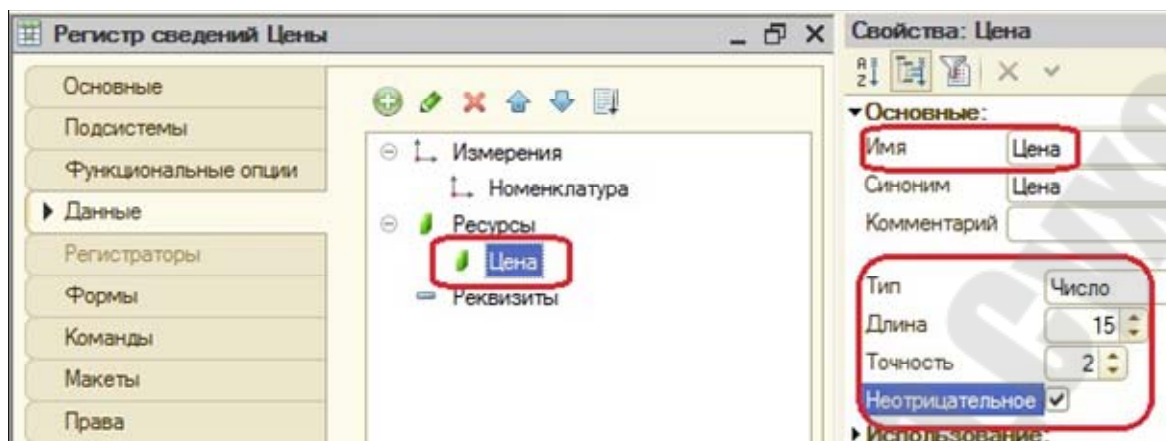 Регистр сведений Цены
Основные
Подсистемы
Функциональные опции
Данные
Регистраторы
Формы
Команды
Макеты
Права
Измерения
Номенклатура
Ресурсы
Цена
Реквизиты
Свойства: Цена
Основные:
Имя Цена
Синоним Цена
Комментарий
Тип Число
Длина 15
Точность 2
Неотрицательное
Использование: